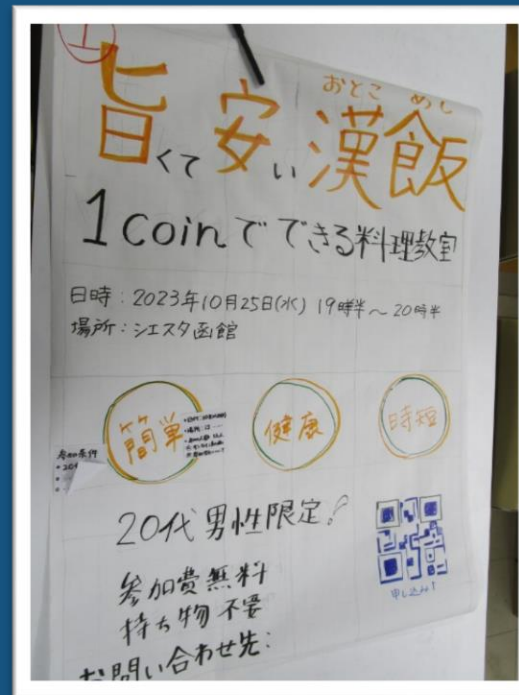 ①
おとこ めし
旨くて安い漢飯
1coinでできる料理教室
日時：2023年10月25日(水) 19時半〜20時半
場所：シエスタ函館
簡単
健康
時短
参加条件
20代男性限定！
参加費無料
持ち物不要
申し込み！
お問い合わせ先：